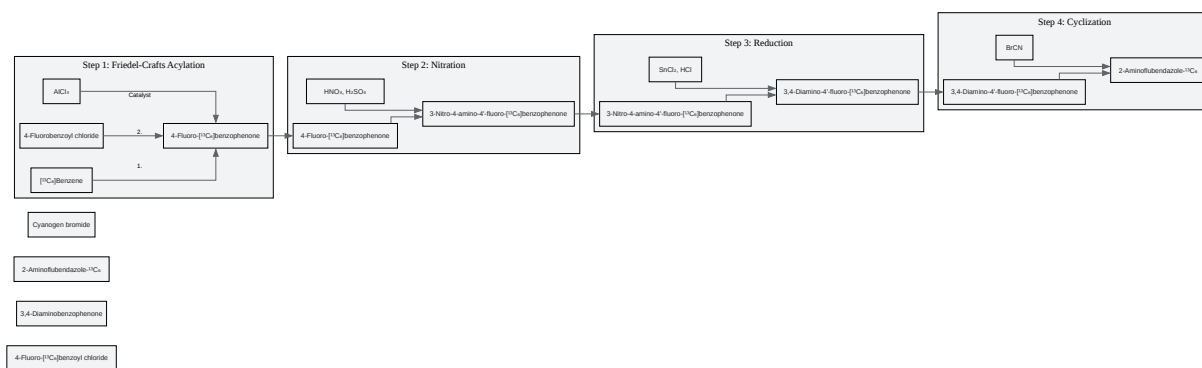 Step 1: Friedel-Crafts Acylation
AlCl₃
Catalyst
4-Fluorobenzoyl chloride
2.
4-Fluoro-[¹³C₆]benzophenone
1.
[¹³C₆]Benzene
Step 2: Nitration
HNO₃, H₂SO₄
4-Fluoro-[¹³C₆]benzophenone
3-Nitro-4-amino-4'-fluoro-[¹³C₆]benzophenone
Step 3: Reduction
SnCl₂, HCl
3-Nitro-4-amino-4'-fluoro-[¹³C₆]benzophenone
3,4-Diamino-4'-fluoro-[¹³C₆]benzophenone
Step 4: Cyclization
BrCN
3,4-Diamino-4'-fluoro-[¹³C₆]benzophenone
2-Aminoflubendazole-¹³C₆
Cyanogen bromide
2-Aminoflubendazole-¹³C₆
3,4-Diaminobenzophenone
4-Fluoro-[¹³C₆]benzoyl chloride